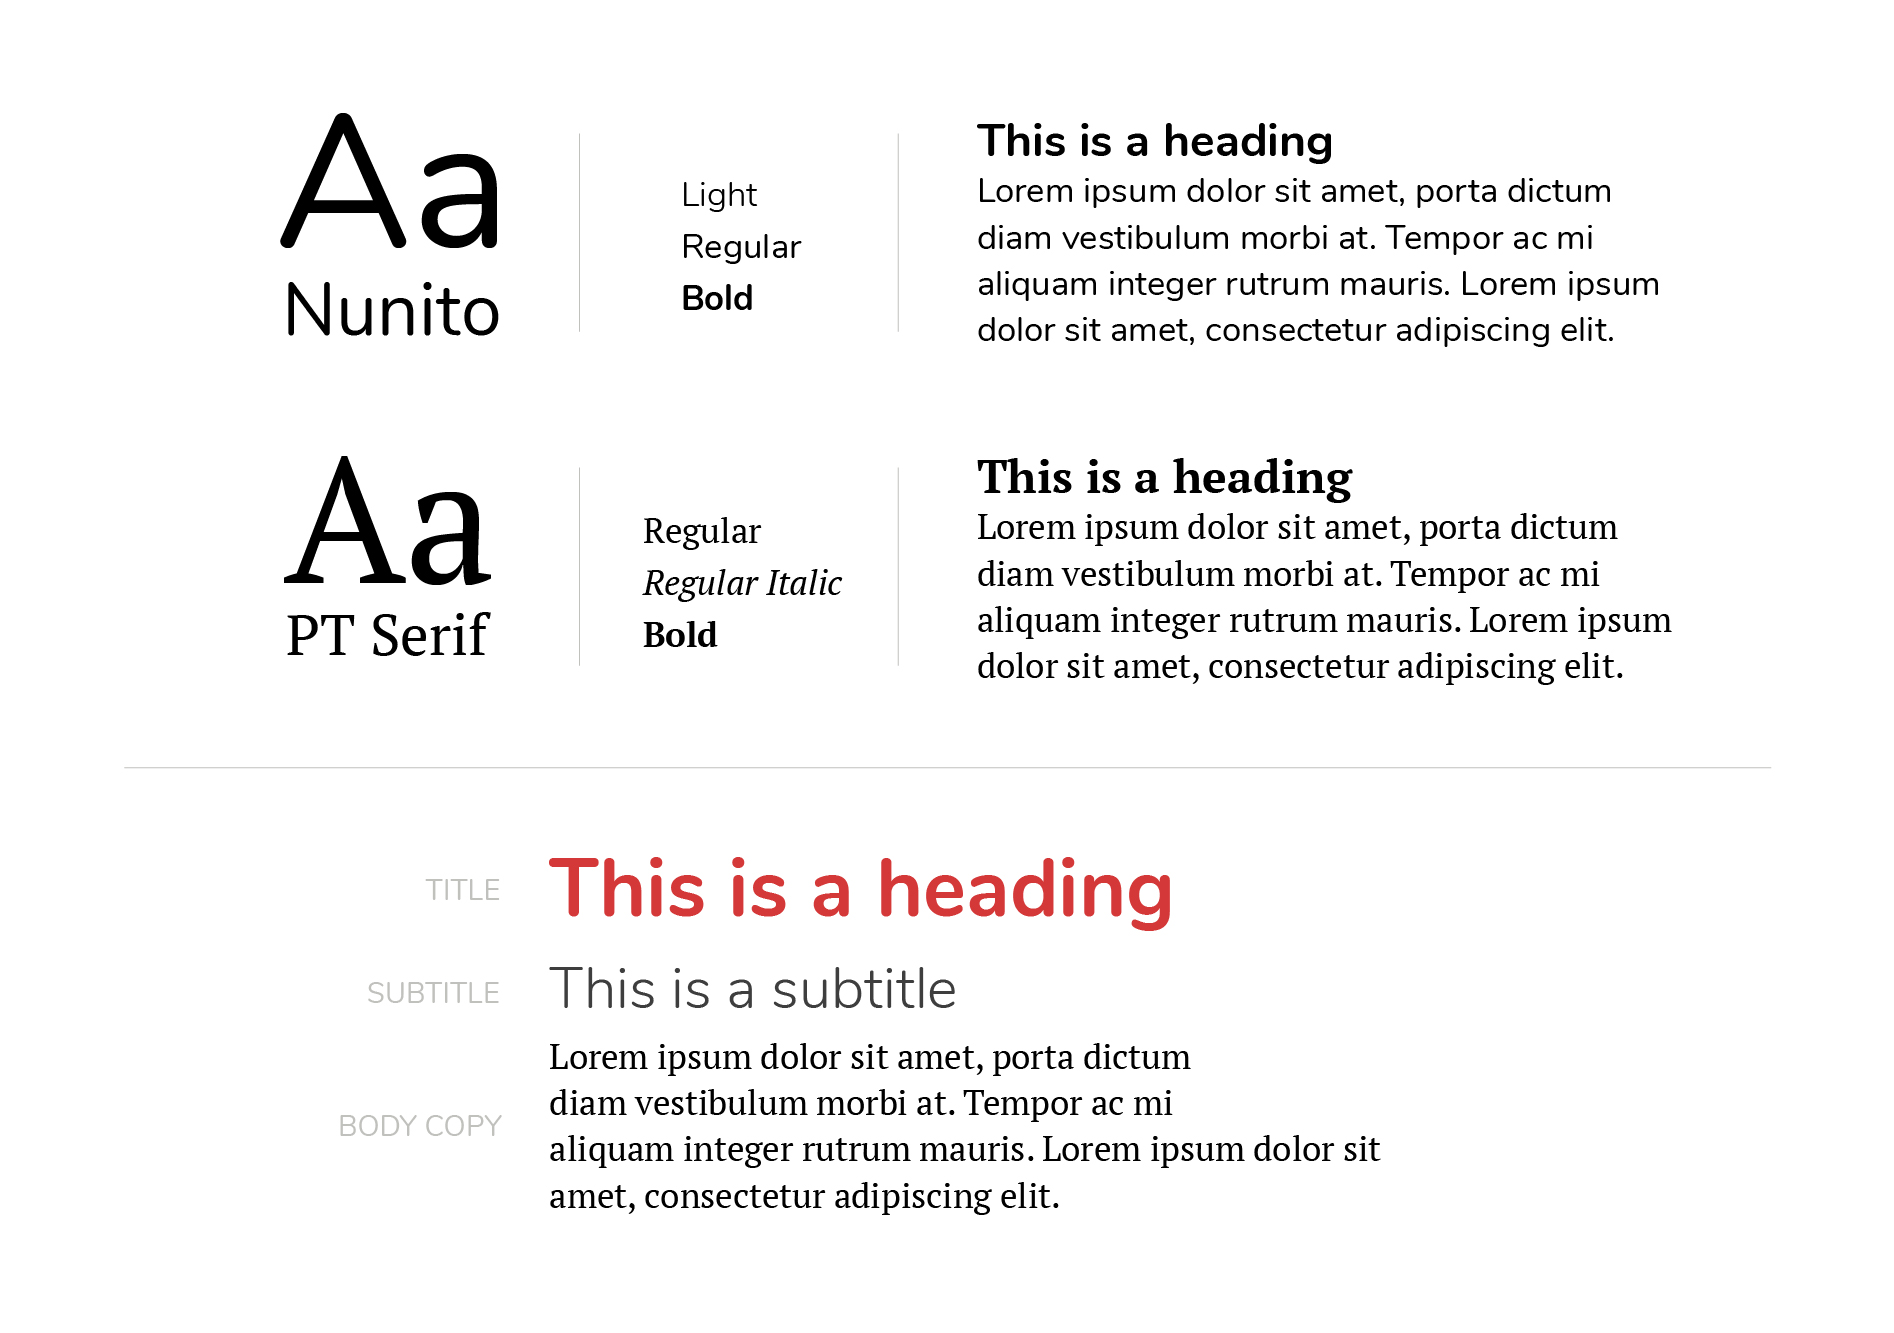 Aa
Nunito
Light
Regular
Bold
This is a heading
Lorem ipsum dolor sit amet, porta dictum
diam vestibulum morbi at. Tempor ac mi
aliquam integer rutrum mauris. Lorem ipsum
dolor sit amet, consectetur adipiscing elit.
Aa
PT Serif
Regular
Regular Italic
Bold
This is a heading
Lorem ipsum dolor sit amet, porta dictum
diam vestibulum morbi at. Tempor ac mi
aliquam integer rutrum mauris. Lorem ipsum
dolor sit amet, consectetur adipiscing elit.
TITLE
This is a heading
SUBTITLE
This is a subtitle
BODY COPY
Lorem ipsum dolor sit amet, porta dictum
diam vestibulum morbi at. Tempor ac mi
aliquam integer rutrum mauris. Lorem ipsum dolor sit
amet, consectetur adipiscing elit.